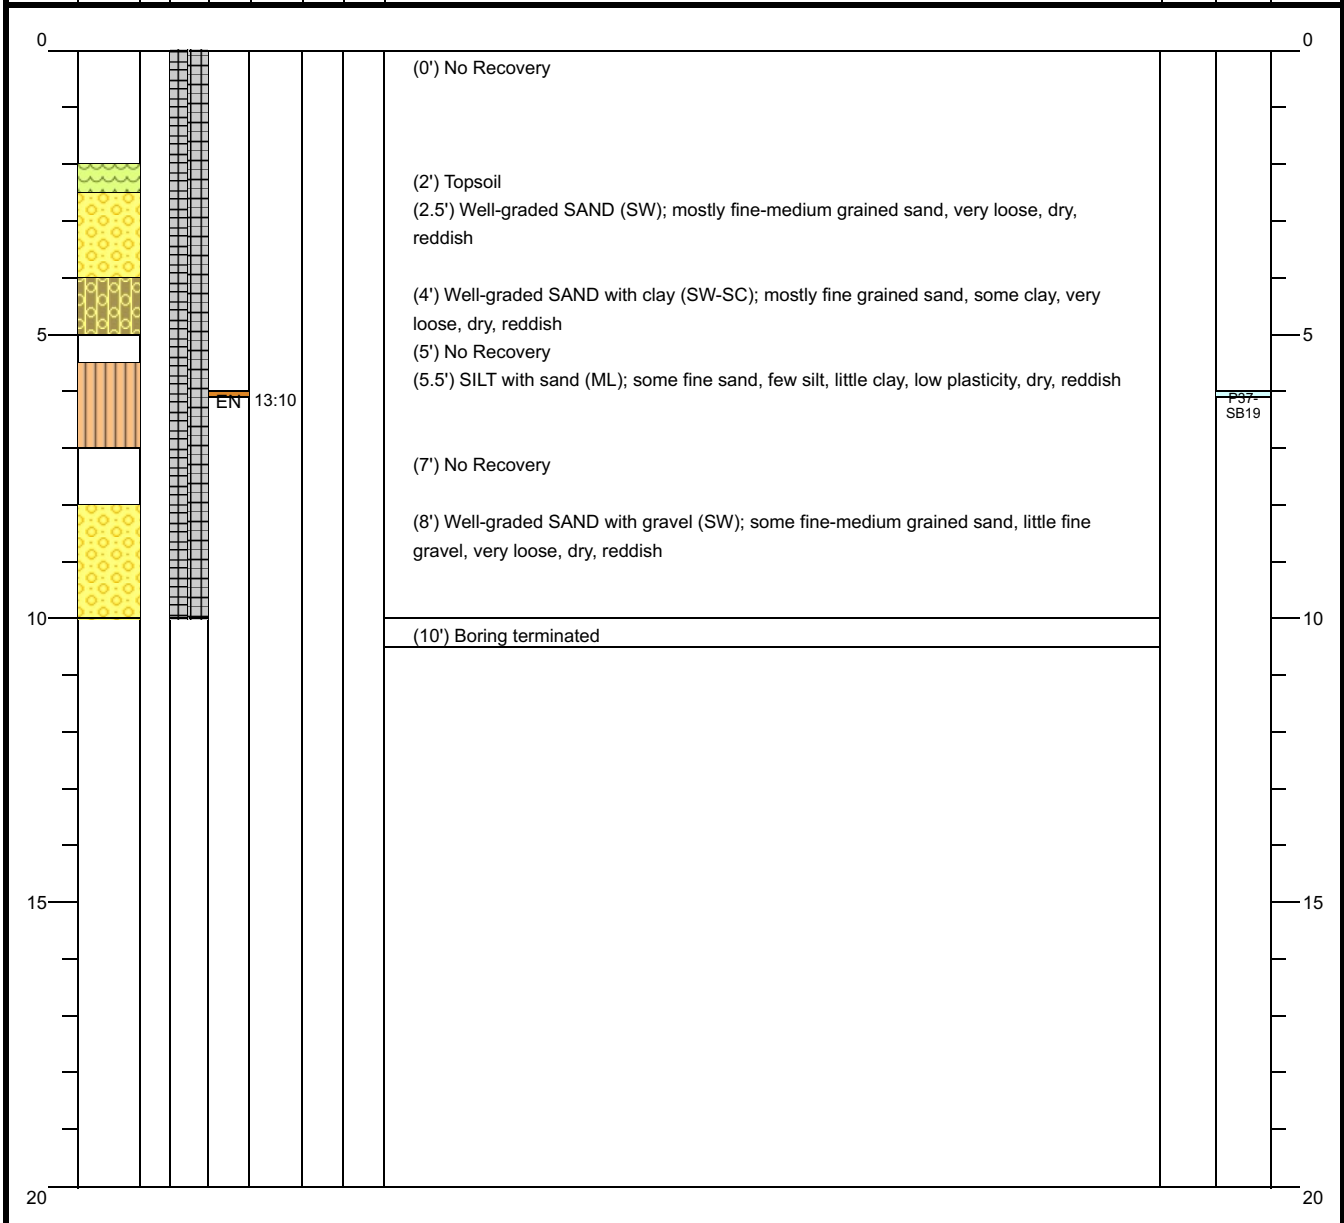 0
0
(0') No Recovery
(2') Topsoil
(2.5') Well-graded SAND (SW); mostly fine-medium grained sand, very loose, dry,
reddish
(4') Well-graded SAND with clay (SW-SC); mostly fine grained sand, some clay, very
loose, dry, reddish
5
5
(5') No Recovery
(5.5') SILT with sand (ML); some fine sand, few silt, little clay, low plasticity, dry, reddish
EN 13:10
P37-
SB19
(7') No Recovery
(8') Well-graded SAND with gravel (SW); some fine-medium grained sand, little fine
gravel, very loose, dry, reddish
10
10
(10') Boring terminated
15
15
20
20